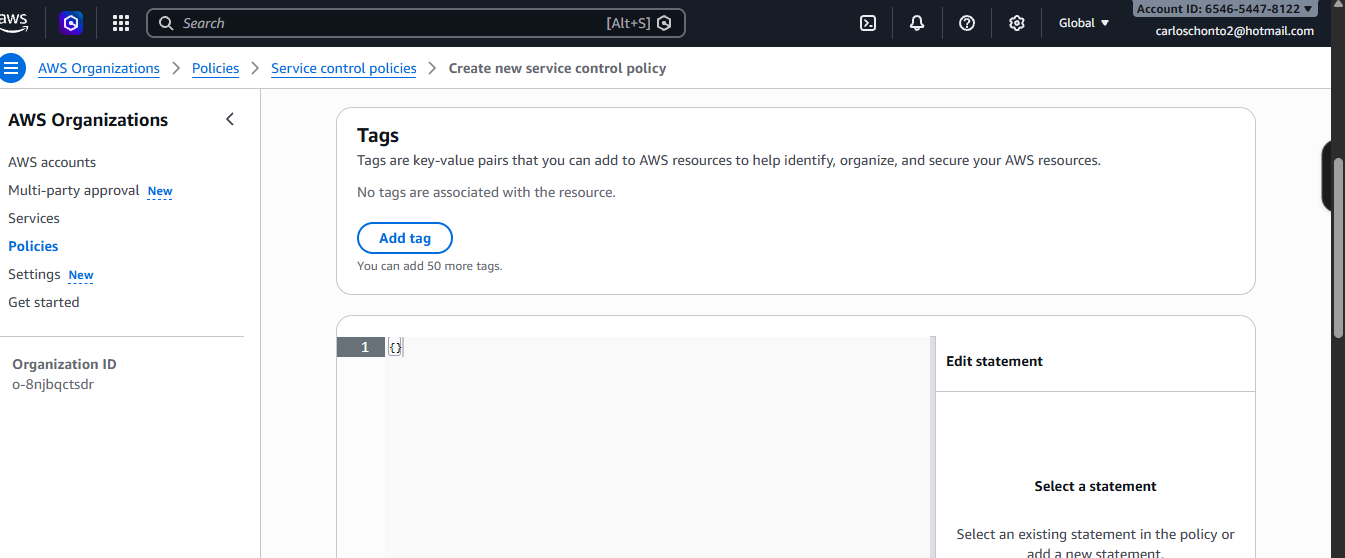 aws
Search [Alt+S] Global Account ID: 6546-5447-8122
carloschonto2@hotmail.com
AWS Organizations Policies Service control policies Create new service control policy
AWS Organizations
AWS accounts
Multi-party approval New
Services
Policies
Settings New
Get started
Organization ID
o-8njbqctsdr
Tags
Tags are key-value pairs that you can add to AWS resources to help identify, organize, and secure your AWS resources.
No tags are associated with the resource.
Add tag
You can add 50 more tags.
1 {}
Edit statement
Select a statement
Select an existing statement in the policy or
add a new statement.